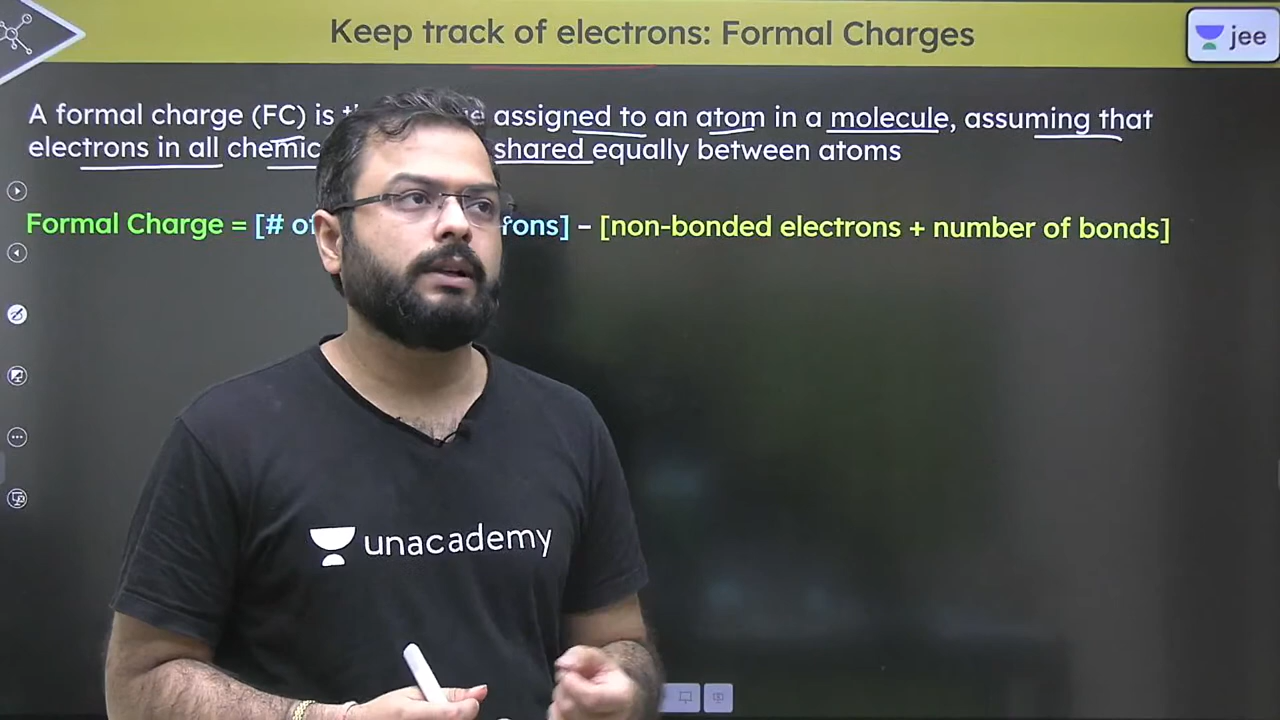 Keep track of electrons: Formal Charges
jee
A formal charge (FC) is assigned to an atom in a molecule, assuming that
electrons in all shared equally between atoms
Formal Charge = [# of – [non-bonded electrons + number of bonds]
unacademy